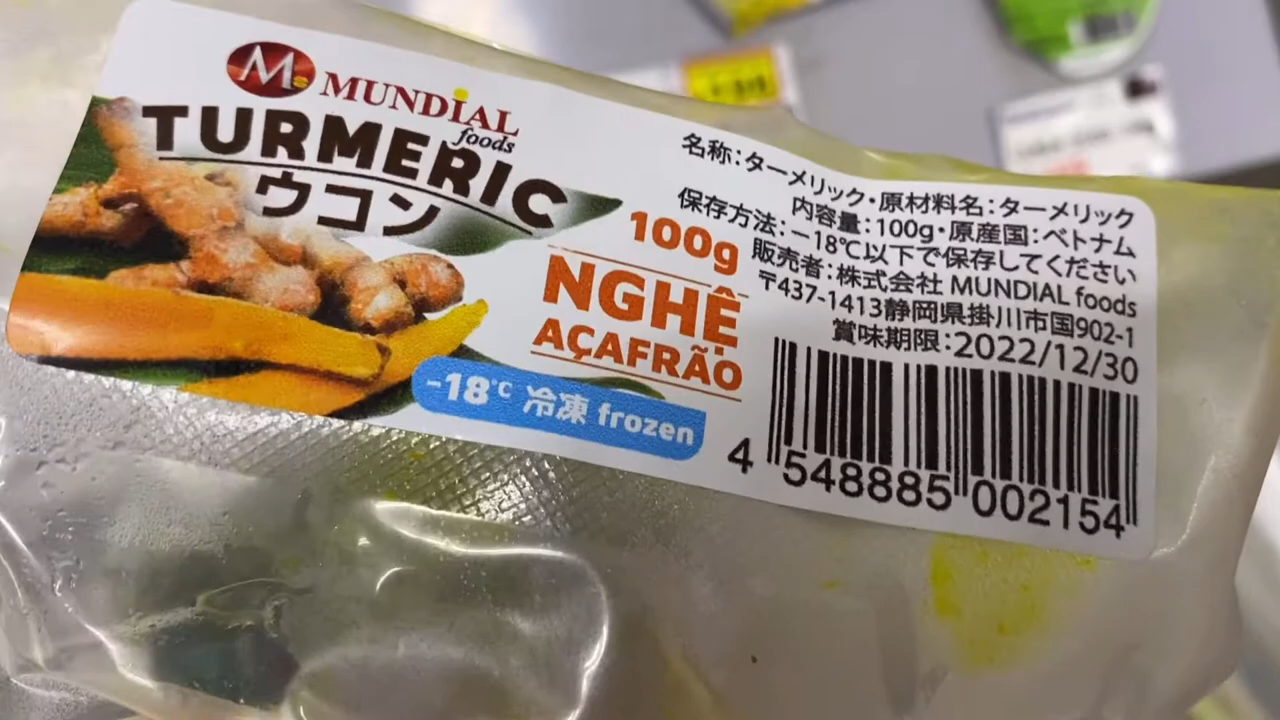 M
MUNDIAL
foods
TURMERIC
ウコン
100g
NGHỆ
AÇAFRÃO
-18℃ 冷凍 frozen
名称：ターメリック・原材料名：ターメリック
内容量：100g・原産国：ベトナム
保存方法：－18℃以下で保存してください
販売者：株式会社 MUNDIAL foods
〒437-1413静岡県掛川市国902-1
賞味期限：2022/12/30
4 548885 002154